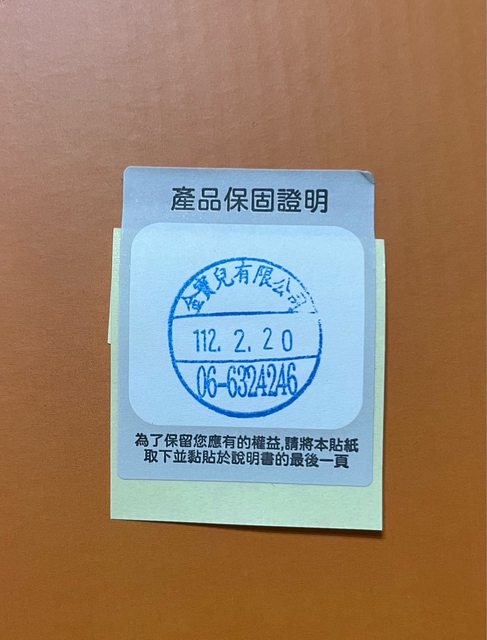 產品保固證明
金寶兒有限公司
112. 2. 20
06-6324246
為了保留您應有的權益,請將本貼紙
取下並黏貼於說明書的最後一頁